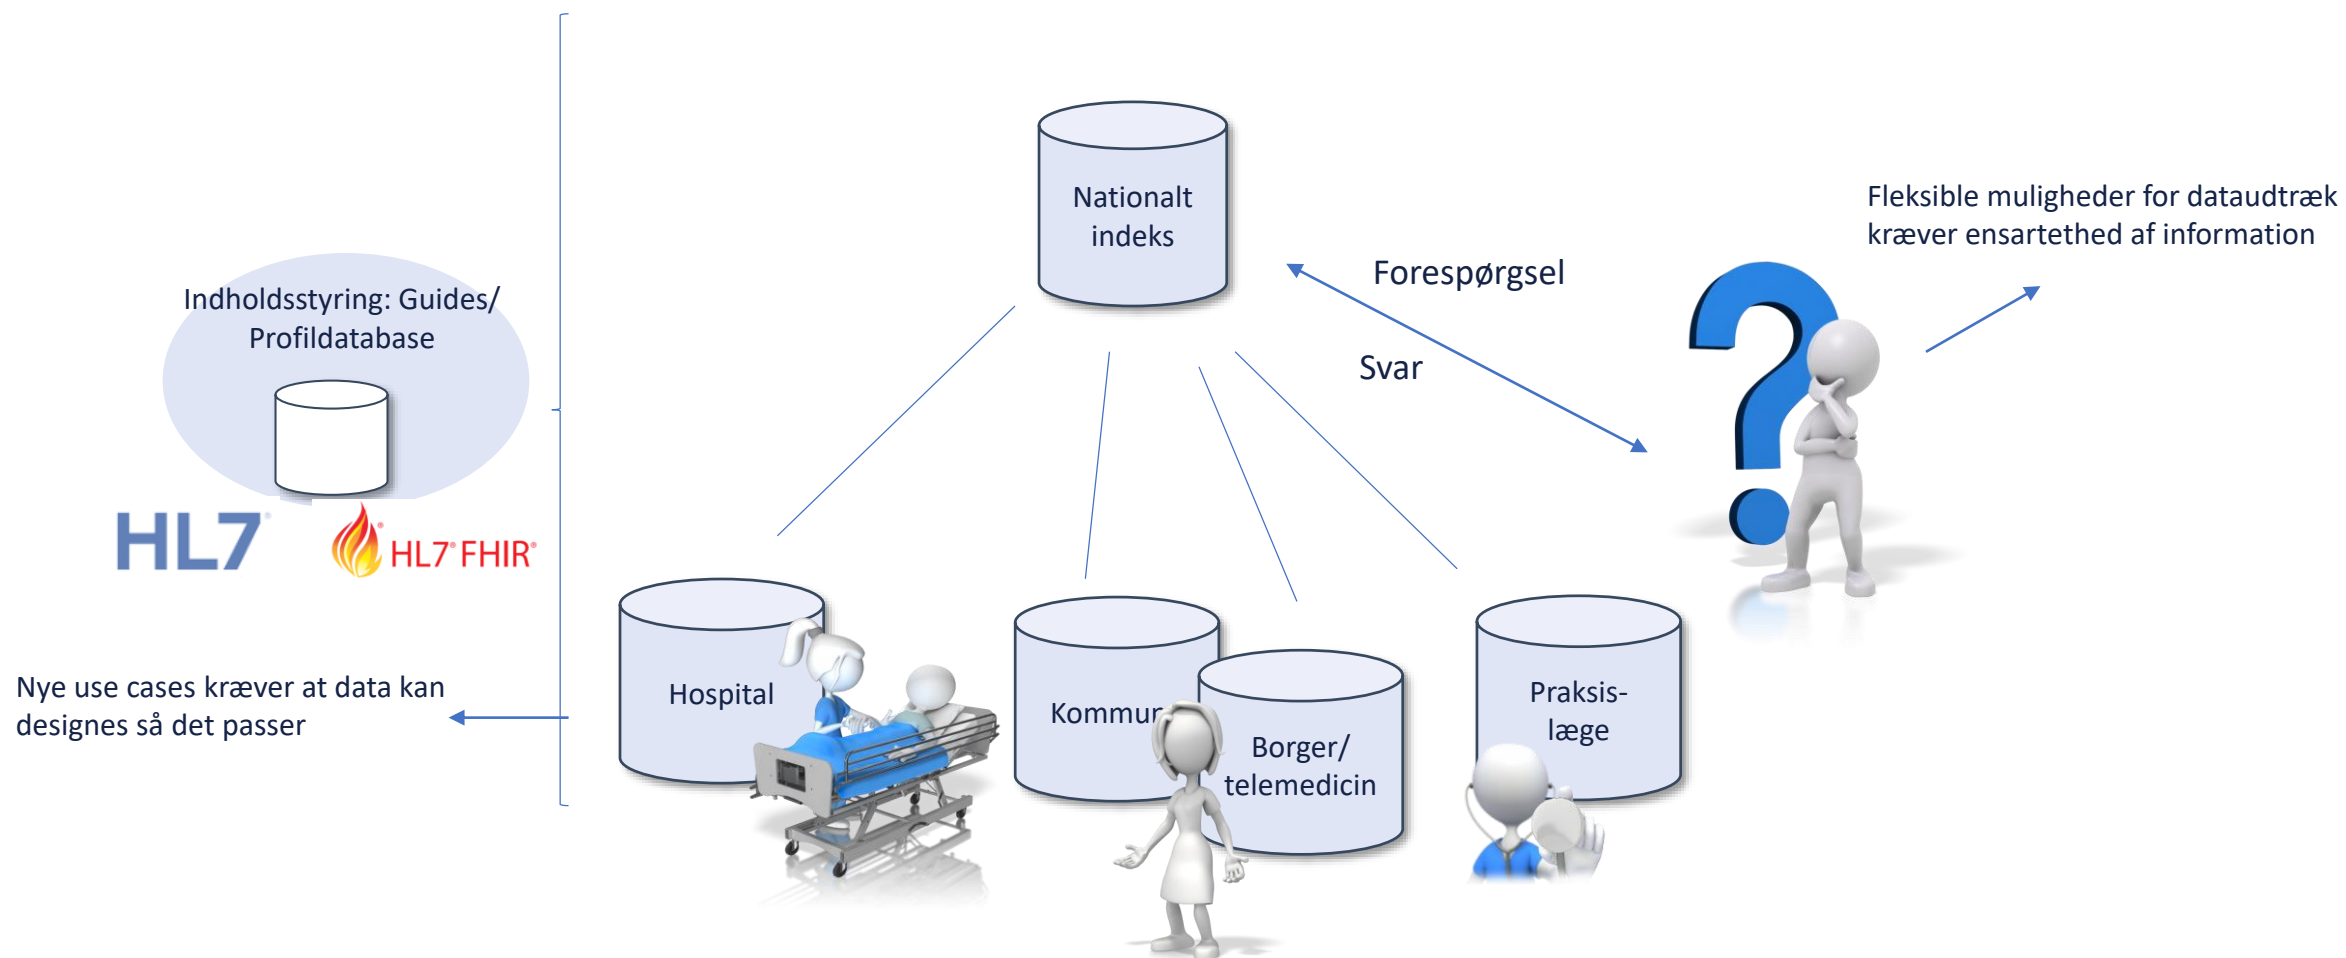 Nationalt
indeks
Fleksible muligheder for dataudtræk
kræver ensartethed af information
Forespørgsel
Svar
Indholdsstyring: Guides/
Profildatabase
HL7®
HL7® FHIR®
Nye use cases kræver at data kan
designes så det passer
Hospital
Kommun
Borger/
telemedicin
Praksis-
læge